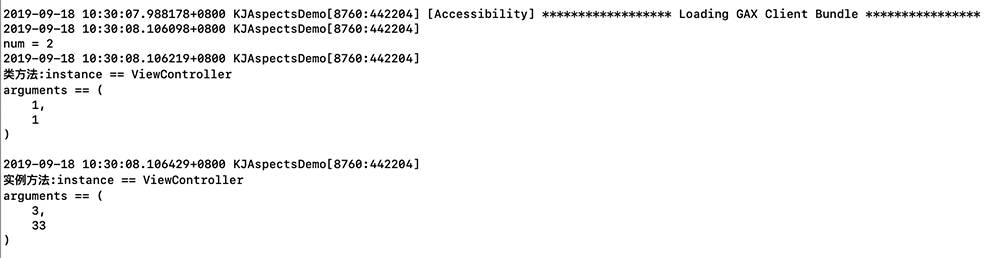 2019-09-18 10:30:07.988178+0800 KJAspectsDemo[8760:442204] [Accessibility] ****************** Loading GAX Client Bundle ****************
2019-09-18 10:30:08.106098+0800 KJAspectsDemo[8760:442204]
num = 2
2019-09-18 10:30:08.106219+0800 KJAspectsDemo[8760:442204]
类方法:instance == ViewController
arguments == (
    1,
    1
)
2019-09-18 10:30:08.106429+0800 KJAspectsDemo[8760:442204]
实例方法:instance == ViewController
arguments == (
    3,
    33
)